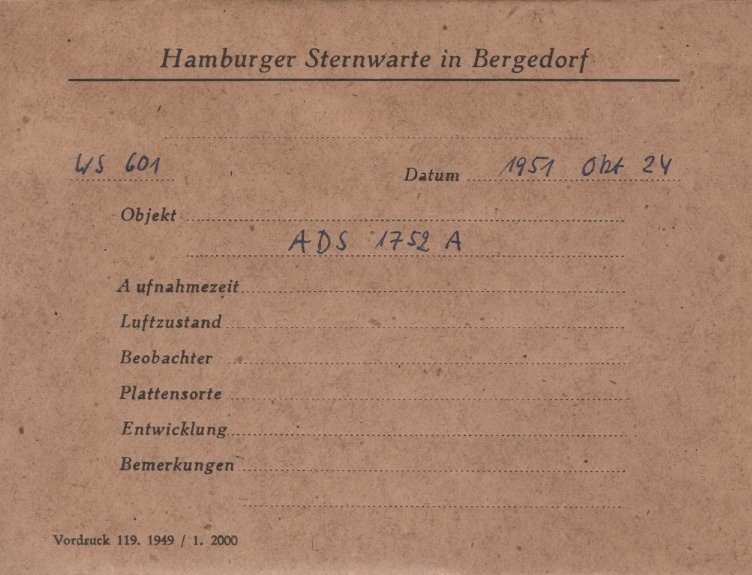 Hamburger Sternwarte in Bergedorf
WS 601 Datum 1951 Okt 24
Objekt
ADS 1752 A
Aufnahmezeit
Luftzustand
Beobachter
Plattensorte
Entwicklung
Bemerkungen
Vordruck 119. 1949 / 1. 2000